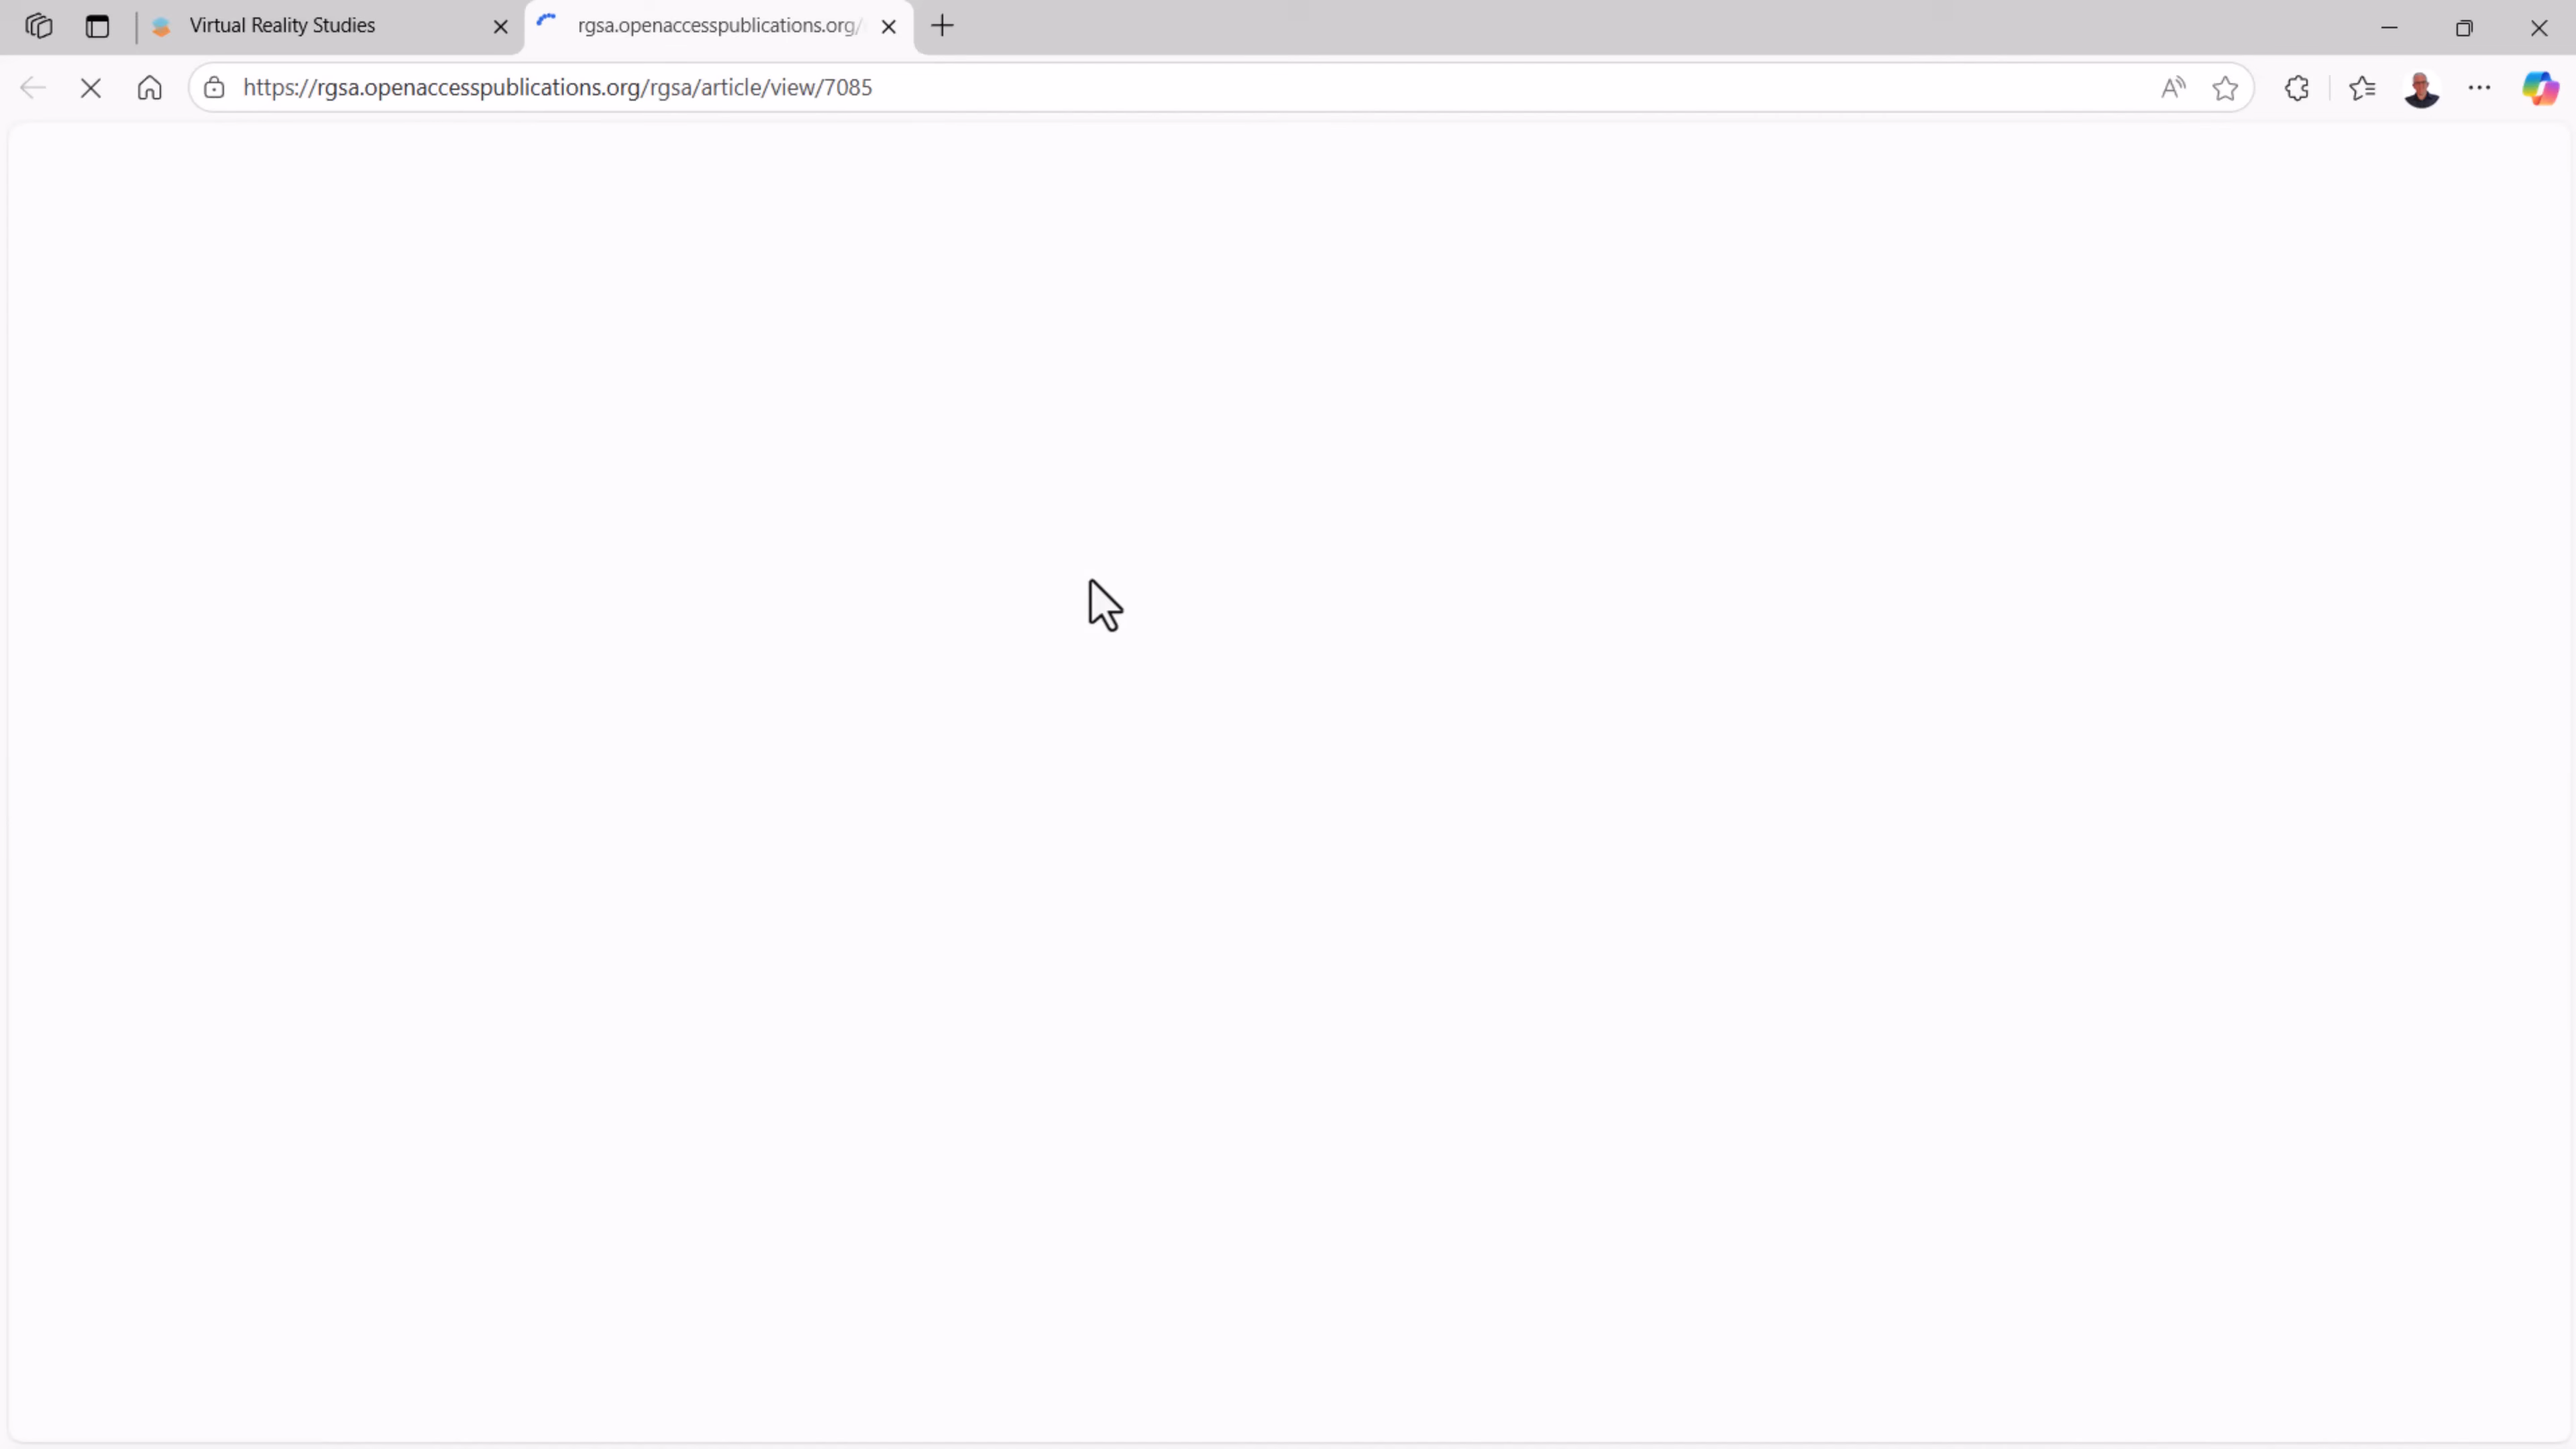 Virtual Reality Studies
rgsa.openaccesspublications.org/
https://rgsa.openaccesspublications.org/rgsa/article/view/7085